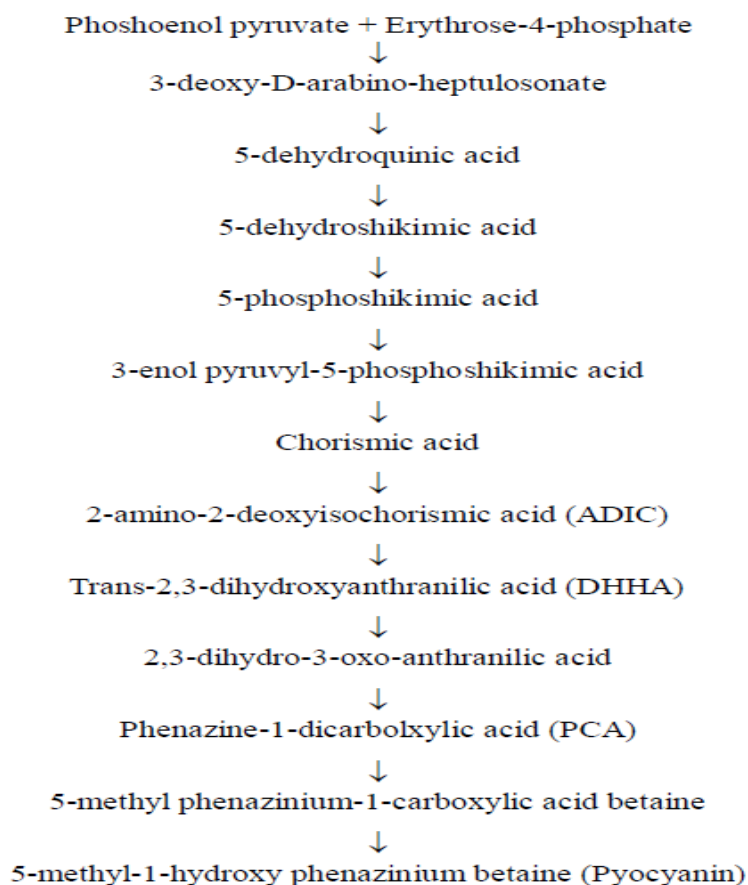 Phoshoenol pyruvate + Erythrose-4-phosphate
↓
3-deoxy-D-arabino-heptulosonate
↓
5-dehydroquinic acid
↓
5-dehydroshikimic acid
↓
5-phosphoshikimic acid
↓
3-enol pyruvyl-5-phosphoshikimic acid
↓
Chorismic acid
↓
2-amino-2-deoxyisochorismic acid (ADIC)
↓
Trans-2,3-dihydroxyanthranilic acid (DHHA)
↓
2,3-dihydro-3-oxo-anthranilic acid
↓
Phenazine-1-dicarbolxylic acid (PCA)
↓
5-methyl phenazinium-1-carboxylic acid betaine
↓
5-methyl-1-hydroxy phenazinium betaine (Pyocyanin)